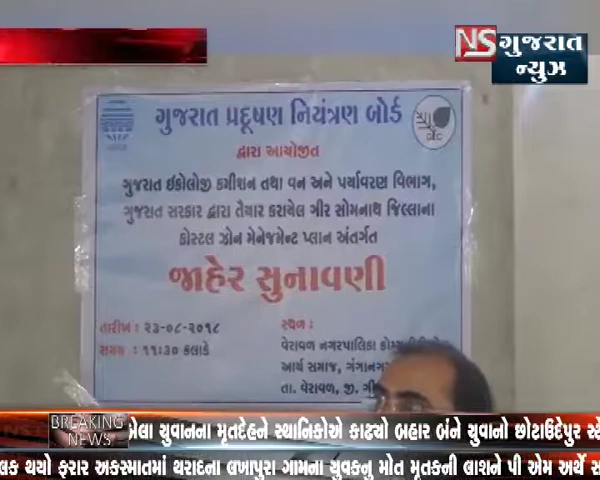 NS ગુજરાત
ન્યુઝ
ગુજરાત પ્રદૂષણ નિયંત્રણ બોર્ડ
દ્વારા આયોજીત
ગુજરાત ઈકોલોજી કમીશન તથા વન અને પર્યાવરણ વિભાગ,
ગુજરાત સરકાર દ્વારા તૈયાર કરાયેલ ગીર સોમનાથ જિલ્લાના
કોસ્ટલ ઝોન મેનેજમેન્ટ પ્લાન અંતર્ગત
જાહેર સુનાવણી
તારીખ : ૨૩-૦૮-૨૦૧૮
સમય : ૧૧:૩૦ કલાકે
સ્થળ :
વેરાવળ નગરપાલિકા
આર્ય સમાજ,
તા. વેરાવળ, જી.
BREAKING
NEWS
યુવાનના મૃતદેહને સ્થાનિકોએ કાઢ્યો બહાર બંને યુવાનો છોટાઉદેપુર
થયો ફરાર અકસ્માતમાં થરાદના લખાપુરા ગામના યુવકનુ મોત મૃતકની લાશને પી એમ અર્થે